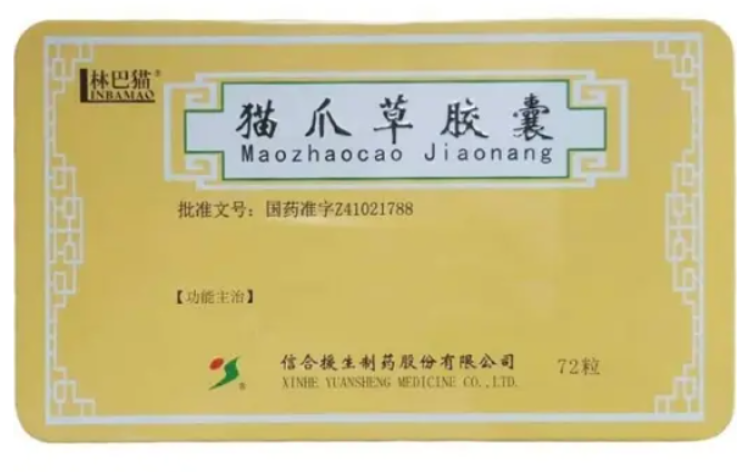 林巴猫®
LINBAMAO
猫爪草胶囊
Maozhaocao Jiaonang
批准文号：国药准字Z41021788
【功能主治】
信合援生制药股份有限公司
XINHE YUANSHENG MEDICINE CO.,LTD.
72粒
®